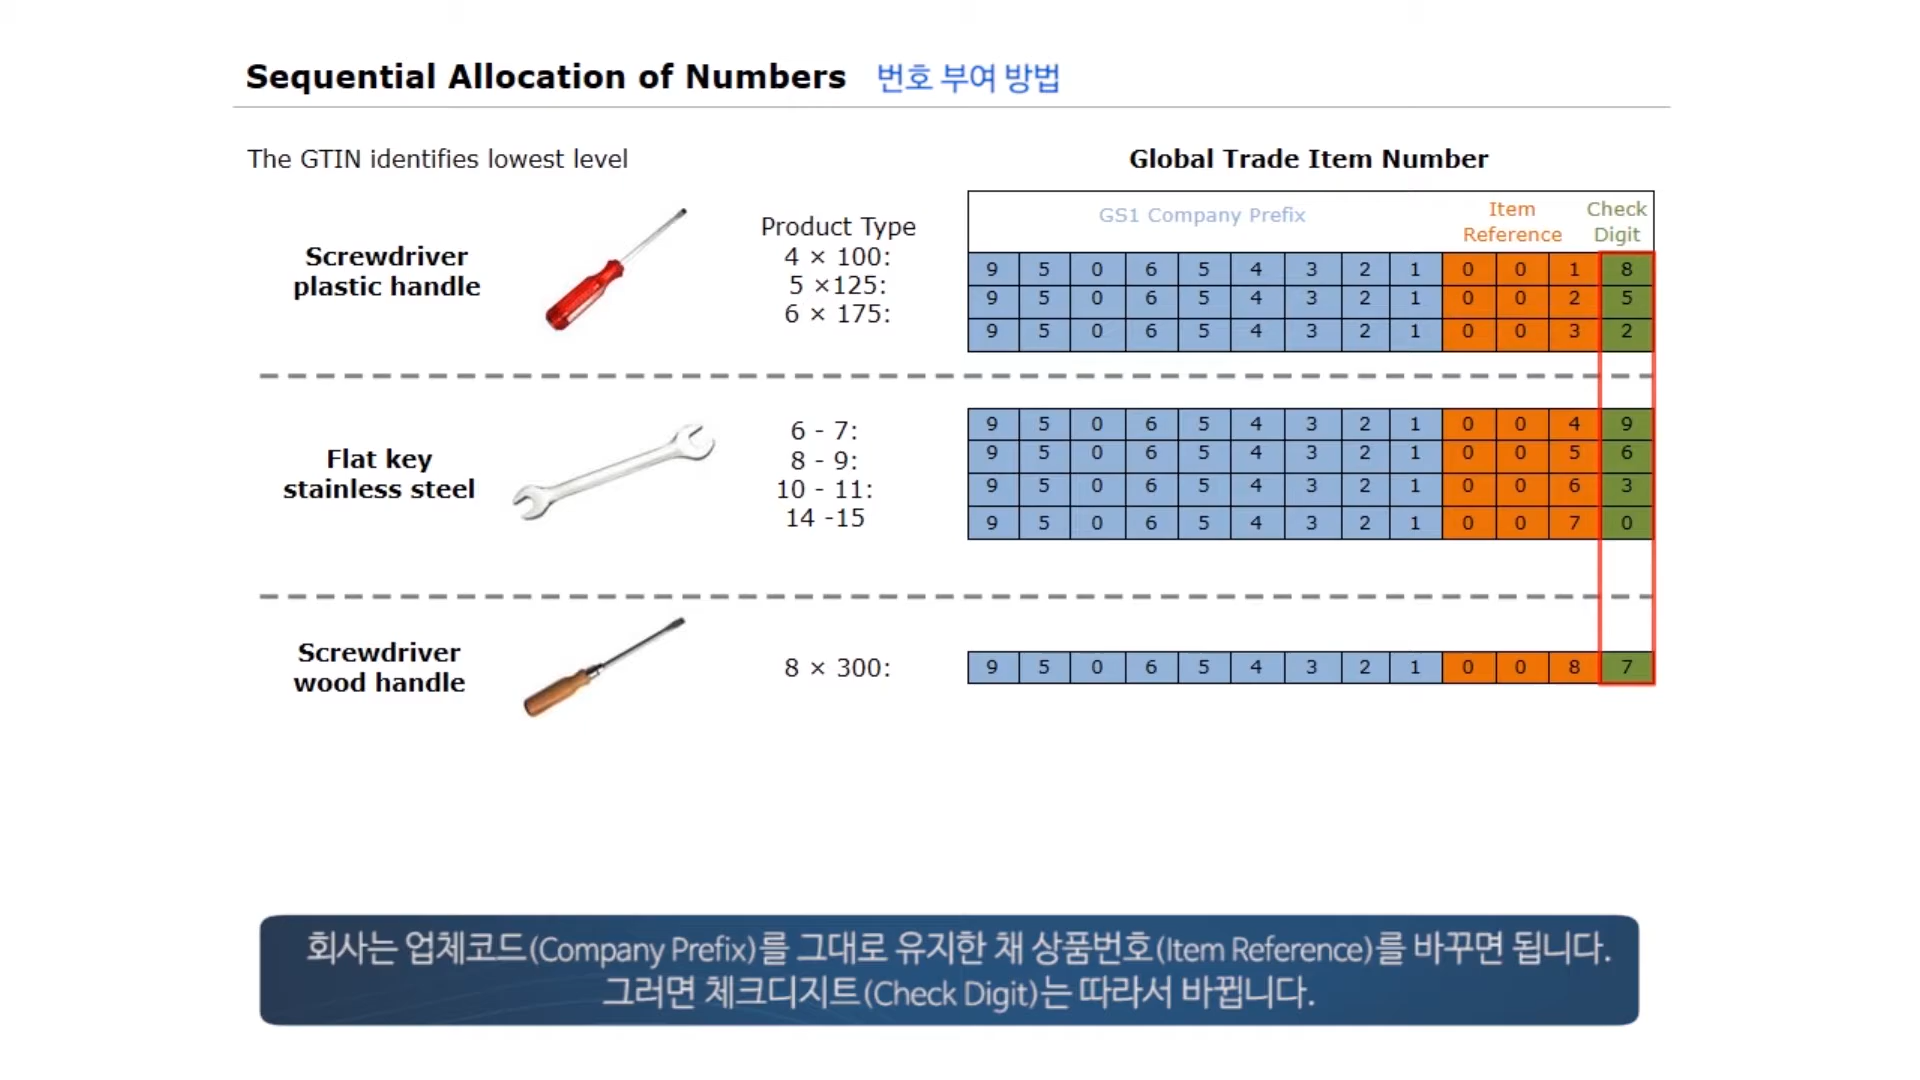 Sequential Allocation of Numbers 번호 부여 방법
The GTIN identifies lowest level
Global Trade Item Number
GS1 Company Prefix
Item
Reference
Check
Digit
Screwdriver
plastic handle
Product Type
4 × 100:
5 ×125:
6 × 175:
9 5 0 6 5 4 3 2 1 0 0 1 8
9 5 0 6 5 4 3 2 1 0 0 2 5
9 5 0 6 5 4 3 2 1 0 0 3 2
Flat key
stainless steel
6 - 7:
8 - 9:
10 - 11:
14 -15
9 5 0 6 5 4 3 2 1 0 0 4 9
9 5 0 6 5 4 3 2 1 0 0 5 6
9 5 0 6 5 4 3 2 1 0 0 6 3
9 5 0 6 5 4 3 2 1 0 0 7 0
Screwdriver
wood handle
8 × 300:
9 5 0 6 5 4 3 2 1 0 0 8 7
회사는 업체코드(Company Prefix)를 그대로 유지한 채 상품번호(Item Reference)를 바꾸면 됩니다.
그러면 체크디지트(Check Digit)는 따라서 바뀝니다.